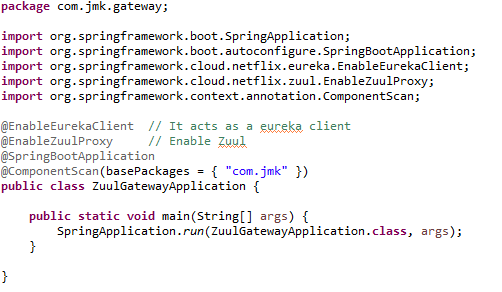 package com.jmk.gateway;
import org.springframework.boot.SpringApplication;
import org.springframework.boot.autoconfigure.SpringBootApplication;
import org.springframework.cloud.netflix.eureka.EnableEurekaClient;
import org.springframework.cloud.netflix.zuul.EnableZuulProxy;
import org.springframework.context.annotation.ComponentScan;
@EnableEurekaClient  // It acts as a eureka client
@EnableZuulProxy     // Enable Zuul
@SpringBootApplication
@ComponentScan(basePackages = { "com.jmk" })
public class ZuulGatewayApplication {
    public static void main(String[] args) {
        SpringApplication.run(ZuulGatewayApplication.class, args);
    }
}